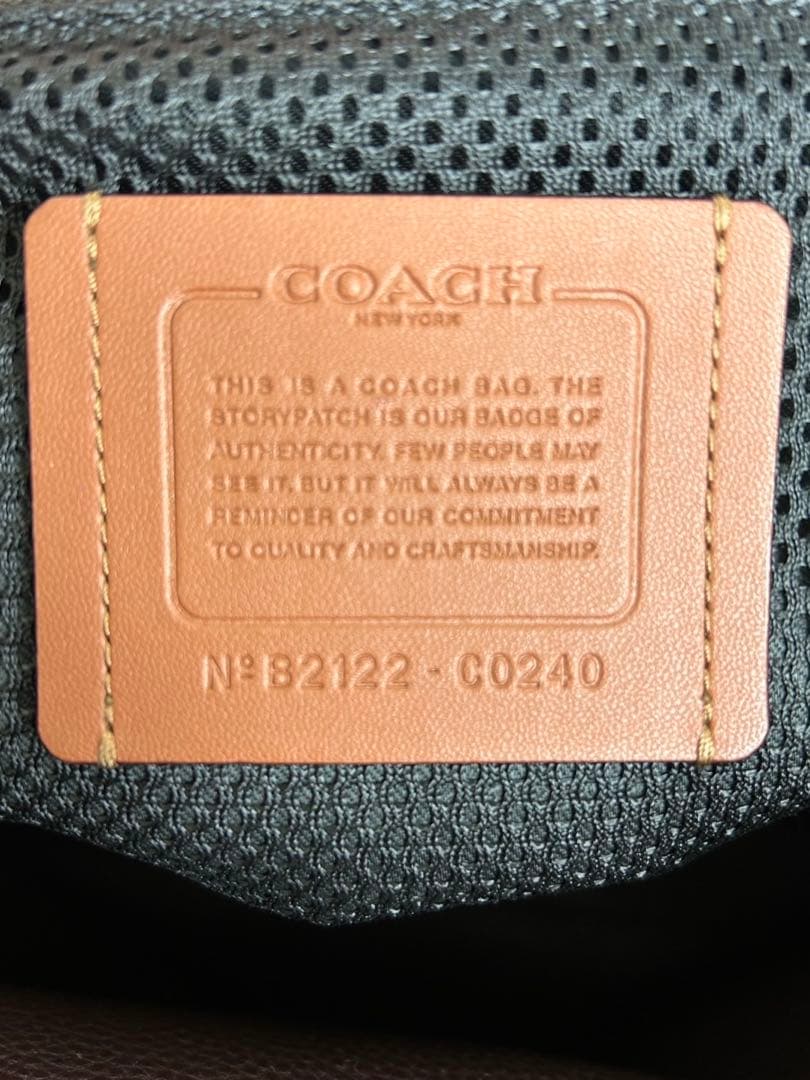 COACH
NEW YORK
THIS IS A COACH BAG. THE
STORYPATCH IS OUR BADGE OF
AUTHENTICITY. FEW PEOPLE MAY
SEE IT. BUT IT WILL ALWAYS BE A
REMINDER OF OUR COMMITMENT
TO QUALITY AND CRAFTSMANSHIP.
Nº B2122 - C0240